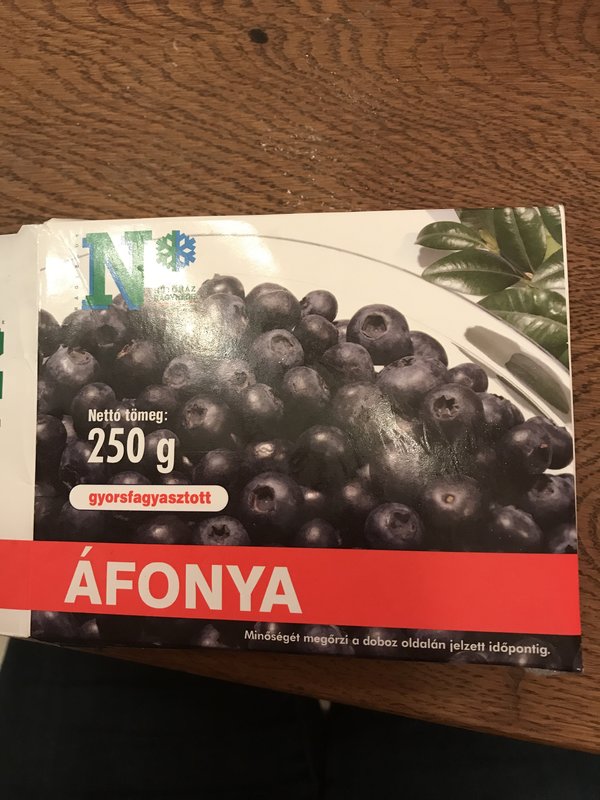 N
Nettó tömeg:
250 g
gyorsfagyasztott
ÁFONYA
Minőségét megőrzi a doboz oldalán jelzett időpontig.